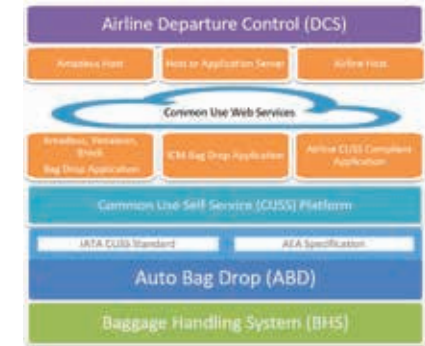 Airline Departure Control (DCS)
Amadeus Host
Host or Application Server
Airline Host
Common Use Web Services
Amadeus,
Bag Drop Application
ICM Bag Drop Application
Airline CUSS Compliant
Application
Common Use Self Service (CUSS) Platform
IATA CUSS Standard
AEA Specification
Auto Bag Drop (ABD)
Baggage Handling System (BHS)